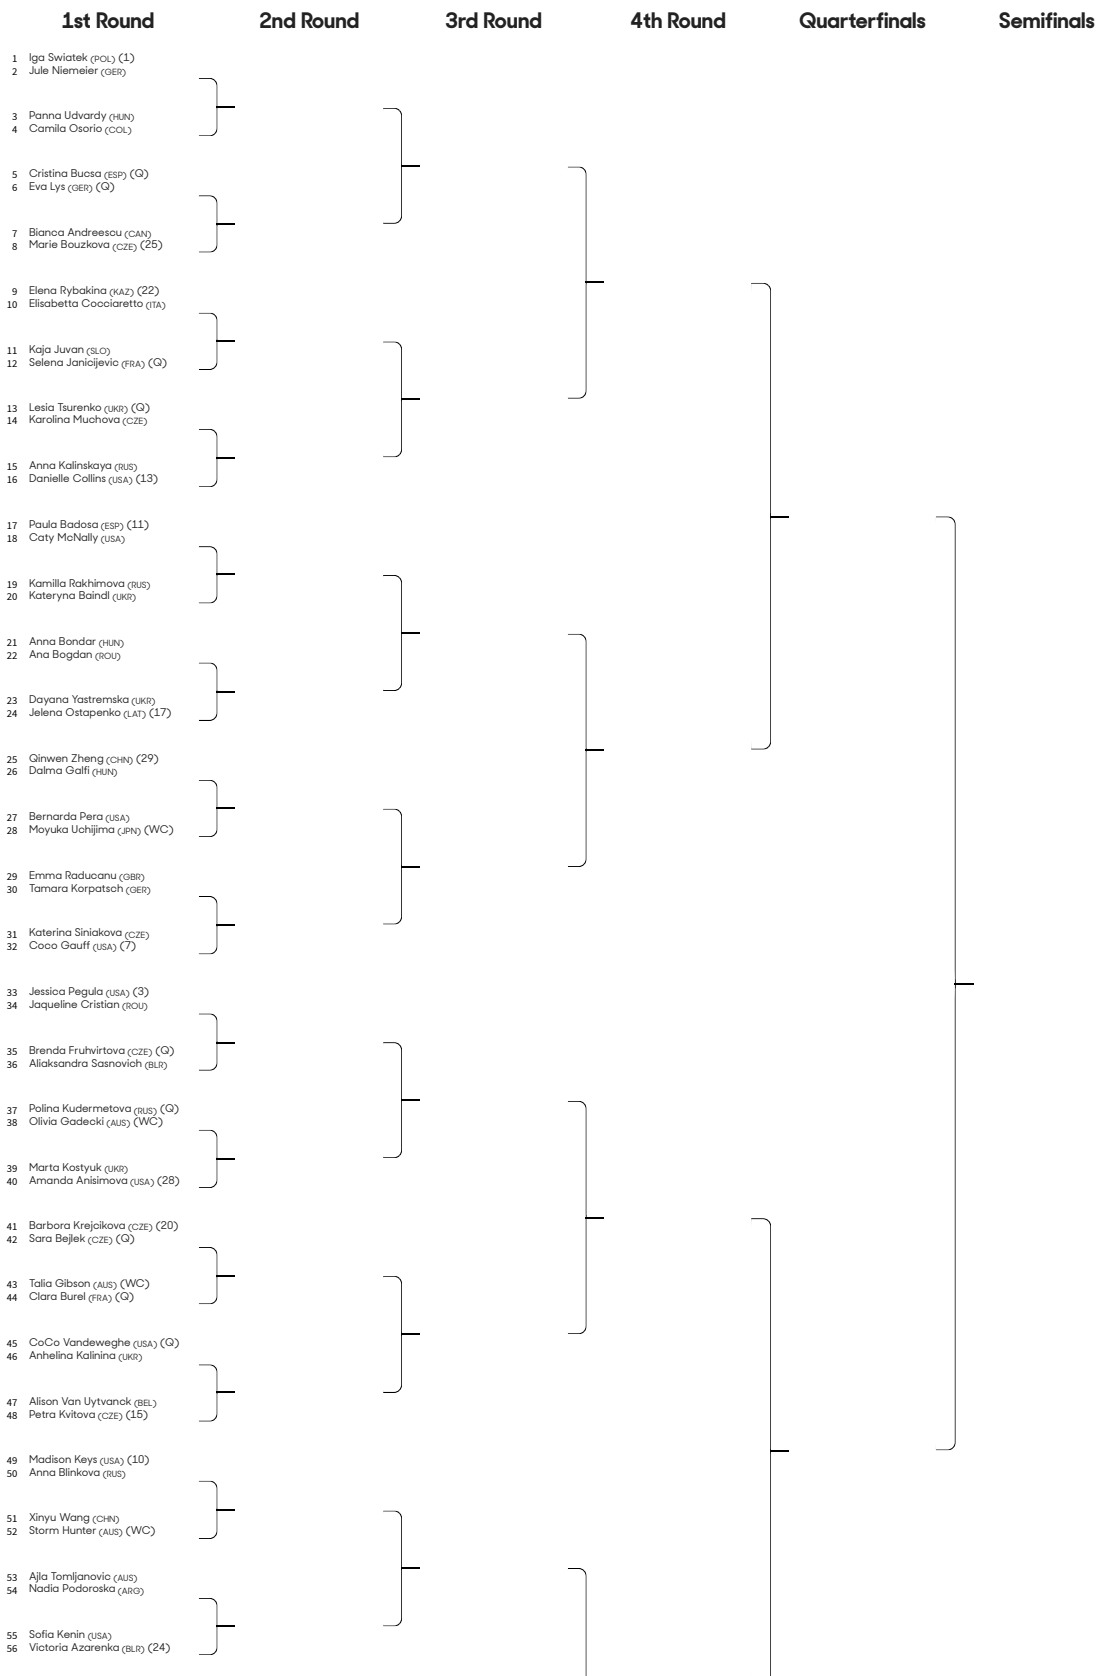 1st Round 2nd Round 3rd Round 4th Round Quarterfinals Semifinals
1 Iga Swiatek (POL) (1)
2 Jule Niemeier (GER)
3 Panna Udvardy (HUN)
4 Camila Osorio (COL)
5 Cristina Bucsa (ESP) (Q)
6 Eva Lys (GER) (Q)
7 Bianca Andreescu (CAN)
8 Marie Bouzkova (CZE) (25)
9 Elena Rybakina (KAZ) (22)
10 Elisabetta Cocciaretto (ITA)
11 Kaja Juvan (SLO)
12 Selena Janicijevic (FRA) (Q)
13 Lesia Tsurenko (UKR) (Q)
14 Karolina Muchova (CZE)
15 Anna Kalinskaya (RUS)
16 Danielle Collins (USA) (13)
17 Paula Badosa (ESP) (11)
18 Caty McNally (USA)
19 Kamilla Rakhimova (RUS)
20 Kateryna Baindl (UKR)
21 Anna Bondar (HUN)
22 Ana Bogdan (ROU)
23 Dayana Yastremska (UKR)
24 Jelena Ostapenko (LAT) (17)
25 Qinwen Zheng (CHN) (29)
26 Dalma Galfi (HUN)
27 Bernarda Pera (USA)
28 Moyuka Uchijima (JPN) (WC)
29 Emma Raducanu (GBR)
30 Tamara Korpatsch (GER)
31 Katerina Siniakova (CZE)
32 Coco Gauff (USA) (7)
33 Jessica Pegula (USA) (3)
34 Jaqueline Cristian (ROU)
35 Brenda Fruhvirtova (CZE) (Q)
36 Aliaksandra Sasnovich (BLR)
37 Polina Kudermetova (RUS) (Q)
38 Olivia Gadecki (AUS) (WC)
39 Marta Kostyuk (UKR)
40 Amanda Anisimova (USA) (28)
41 Barbora Krejcikova (CZE) (20)
42 Sara Bejlek (CZE) (Q)
43 Talia Gibson (AUS) (WC)
44 Clara Burel (FRA) (Q)
45 CoCo Vandeweghe (USA) (Q)
46 Anhelina Kalinina (UKR)
47 Alison Van Uytvanck (BEL)
48 Petra Kvitova (CZE) (15)
49 Madison Keys (USA) (10)
50 Anna Blinkova (RUS)
51 Xinyu Wang (CHN)
52 Storm Hunter (AUS) (WC)
53 Ajla Tomljanovic (AUS)
54 Nadia Podoroska (ARG)
55 Sofia Kenin (USA)
56 Victoria Azarenka (BLR) (24)